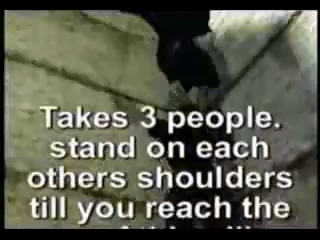 Takes 3 people.
stand on each
others shoulders
till you reach the